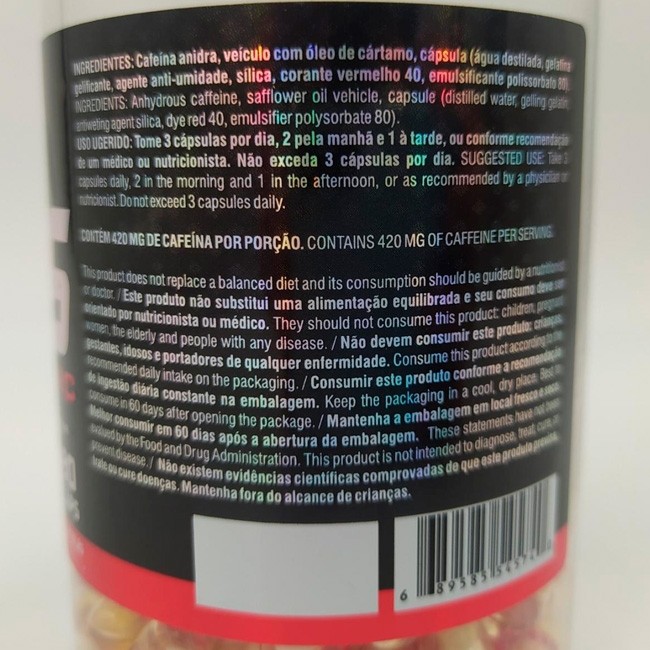 INGREDIENTES: Cafeína anidra, veículo com óleo de cártamo, cápsula (água destilada, gelatina
gelificante, agente anti-umidade, sílica, corante vermelho 40, emulsificante polissorbato 80).
INGREDIENTS: Anhydrous caffeine, safflower oil vehicle, capsule (distilled water, gelling gelatin,
antiweting agent silica, dye red 40, emulsifier polysorbate 80).
USO UGERIDO: Tome 3 cápsulas por dia, 2 pela manhã e 1 à tarde, ou conforme recomendação
de um médico ou nutricionista. Não exceda 3 cápsulas por dia. SUGGESTED USE: Take 3
capsules daily, 2 in the morning and 1 in the afternoon, or as recommended by a physician or
nutricionist. Do not exceed 3 capsules daily.
CONTÉM 420 MG DE CAFEÍNA POR PORÇÃO. CONTAINS 420 MG OF CAFFEINE PER SERVING.
This product does not replace a balanced diet and its consumption should be guided by a
or doctor. / Este produto não substitui uma alimentação equilibrada e seu consumo deve ser
orientado por nutricionista ou médico. They should not consume this product: children, pregnant
women, the elderly and people with any disease. / Não devem consumir este produto: crianças,
gestantes, idosos e portadores de qualquer enfermidade. Consume this product according to the
recommended daily intake on the packaging. / Consumir este produto conforme a recomendação
de ingestão diária constante na embalagem. Keep the packaging in a cool, dry place. Best
consume in 60 days after opening the package. / Mantenha a embalagem em local fresco e seco.
Melhor consumir em 60 dias após a abertura da embalagem. These statements have not been
evalued by the Food and Drug Administration. This product is not intended to diagnose, treat, cure, or
prevent disease. / Não existem evidências científicas comprovadas de que este produto previna,
trate ou cure doenças. Mantenha fora do alcance de crianças.
6 89585